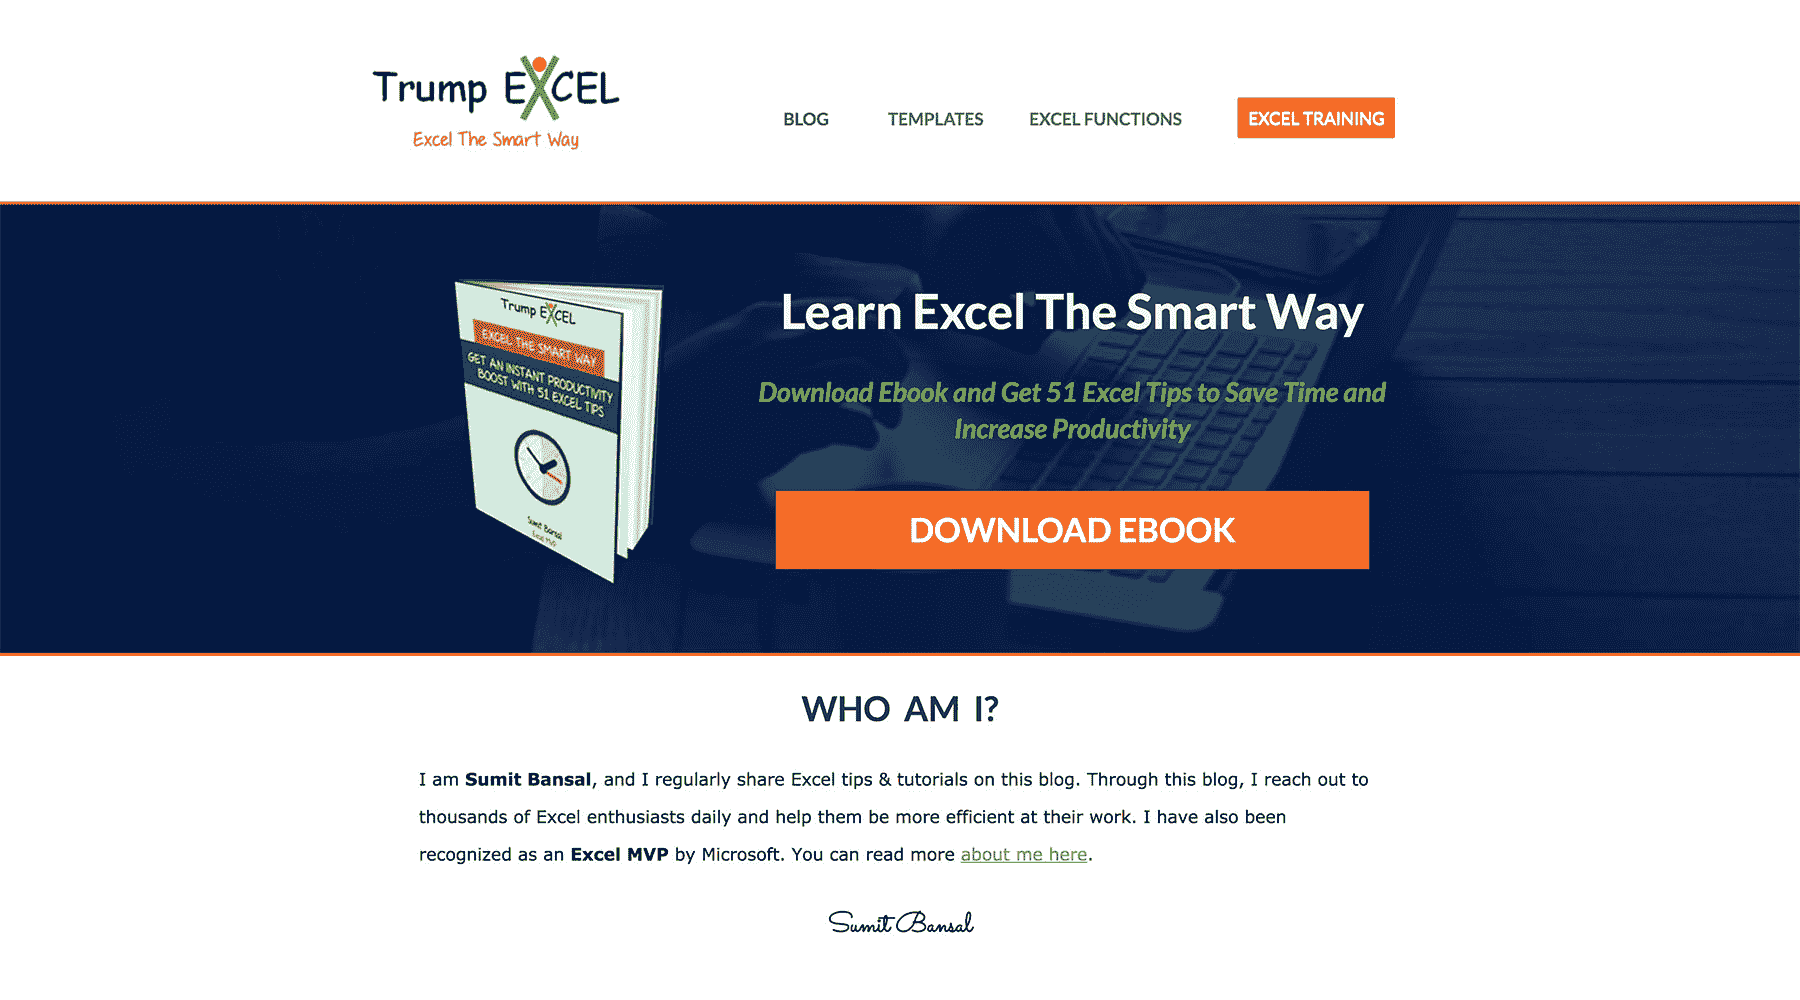 Trump EXCEL
Excel The Smart Way
BLOG
TEMPLATES
EXCEL FUNCTIONS
EXCEL TRAINING
Trump EXCEL
EXCEL THE SMART WAY
GET AN INSTANT PRODUCTIVITY
BOOST WITH 51 EXCEL TIPS
Sumit Bansal
Excel MVP
Learn Excel The Smart Way
Download Ebook and Get 51 Excel Tips to Save Time and
Increase Productivity
DOWNLOAD EBOOK
WHO AM I?
I am Sumit Bansal, and I regularly share Excel tips & tutorials on this blog. Through this blog, I reach out to
thousands of Excel enthusiasts daily and help them be more efficient at their work. I have also been
recognized as an Excel MVP by Microsoft. You can read more about me here.
Sumit Bansal